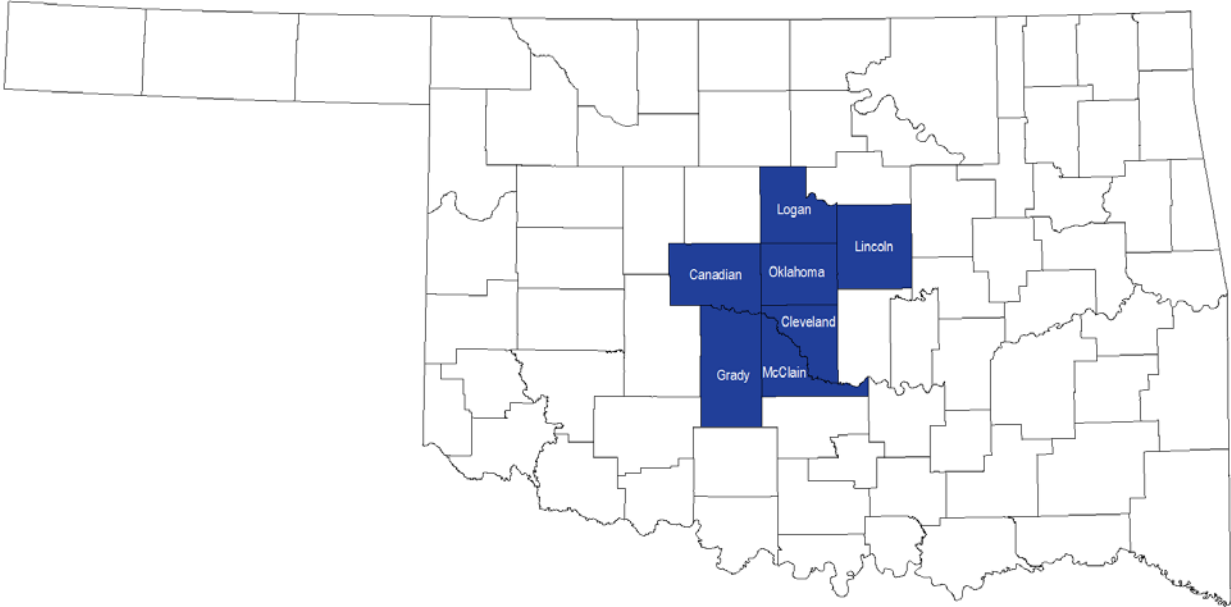 Logan
Lincoln
Canadian
Oklahoma
Cleveland
Grady
McClain